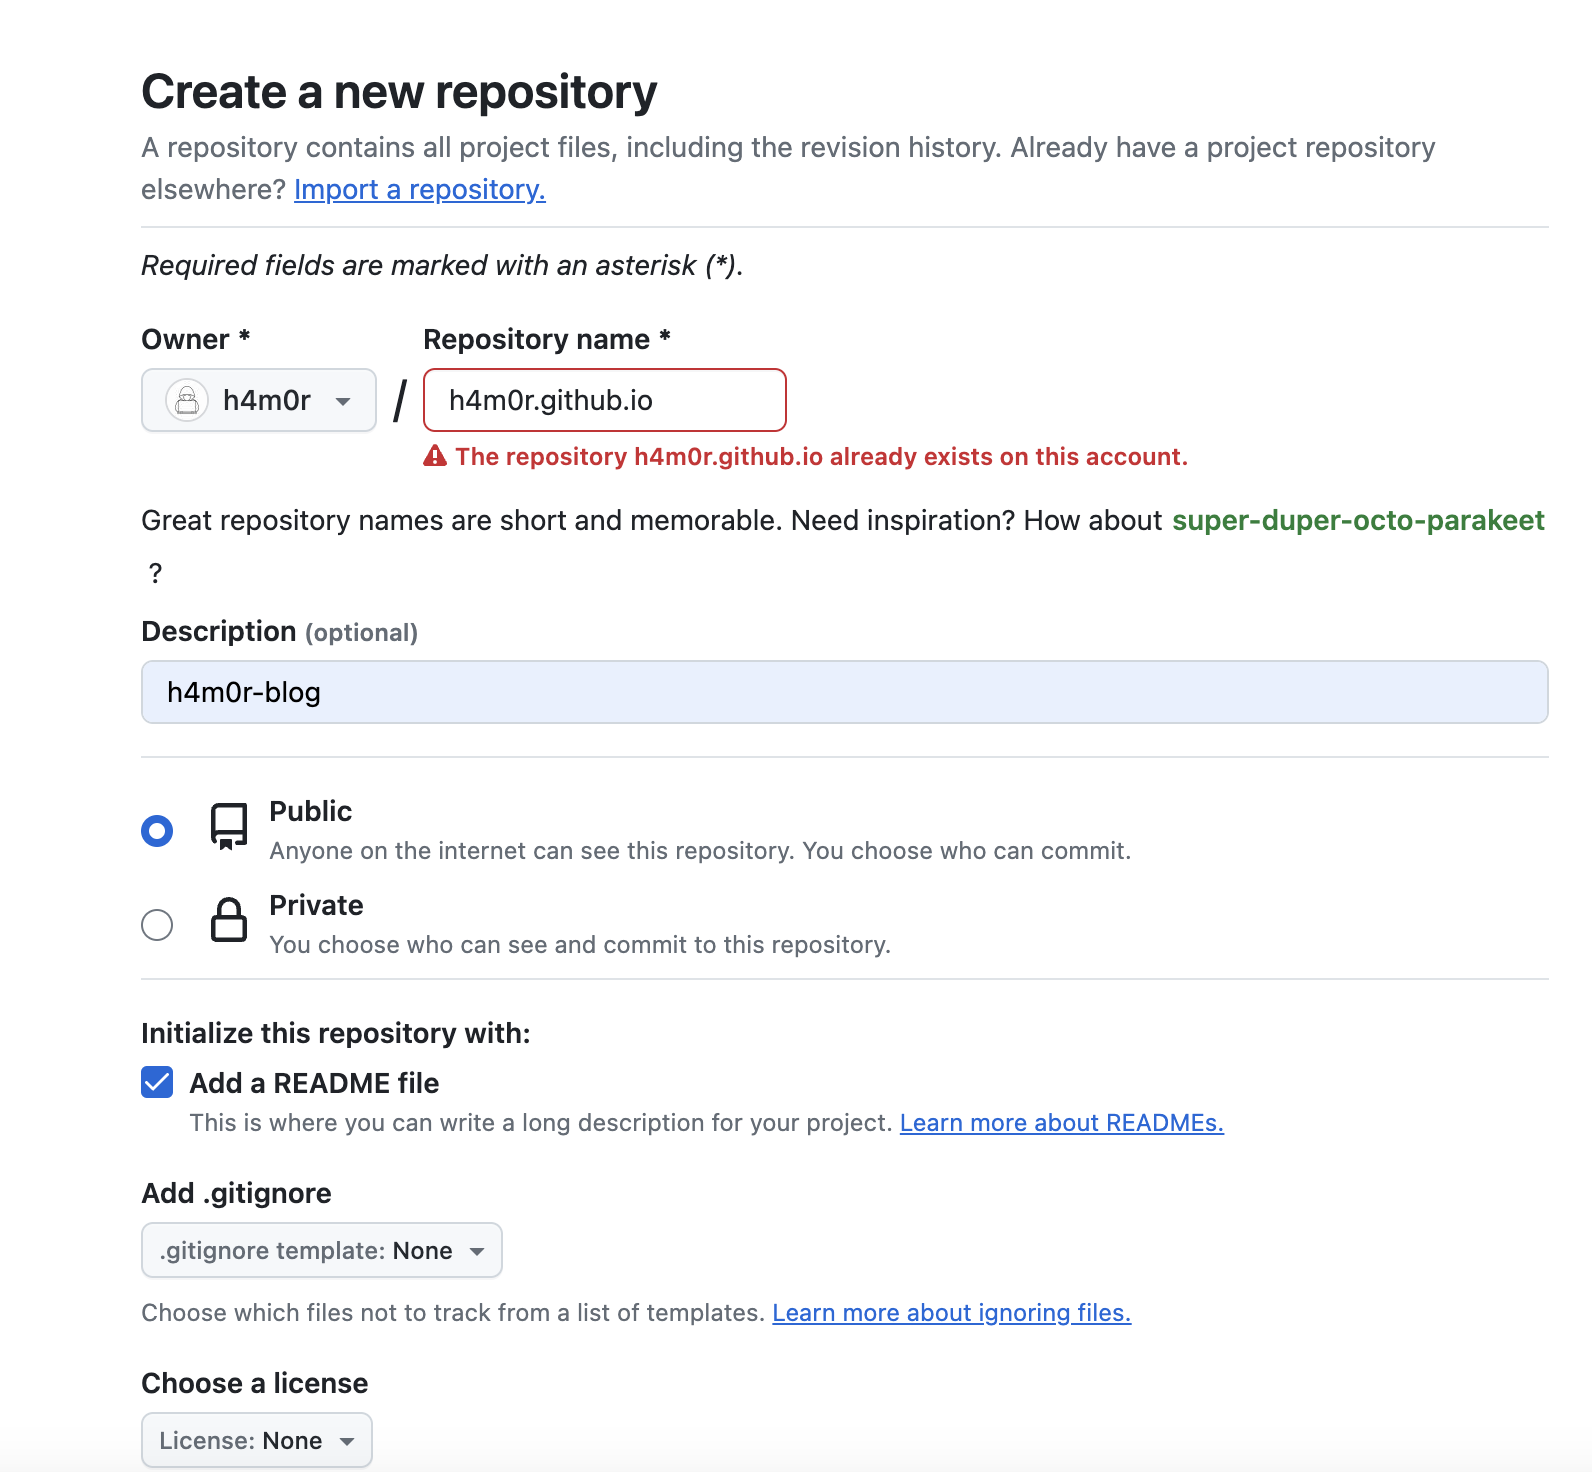 Create a new repository
A repository contains all project files, including the revision history. Already have a project repository
elsewhere? Import a repository.
Required fields are marked with an asterisk (*).
Owner * Repository name *
h4m0r / h4m0r.github.io
The repository h4m0r.github.io already exists on this account.
Great repository names are short and memorable. Need inspiration? How about super-duper-octo-parakeet
?
Description (optional)
h4m0r-blog
Public
Anyone on the internet can see this repository. You choose who can commit.
Private
You choose who can see and commit to this repository.
Initialize this repository with:
Add a README file
This is where you can write a long description for your project. Learn more about READMEs.
Add .gitignore
.gitignore template: None
Choose which files not to track from a list of templates. Learn more about ignoring files.
Choose a license
License: None